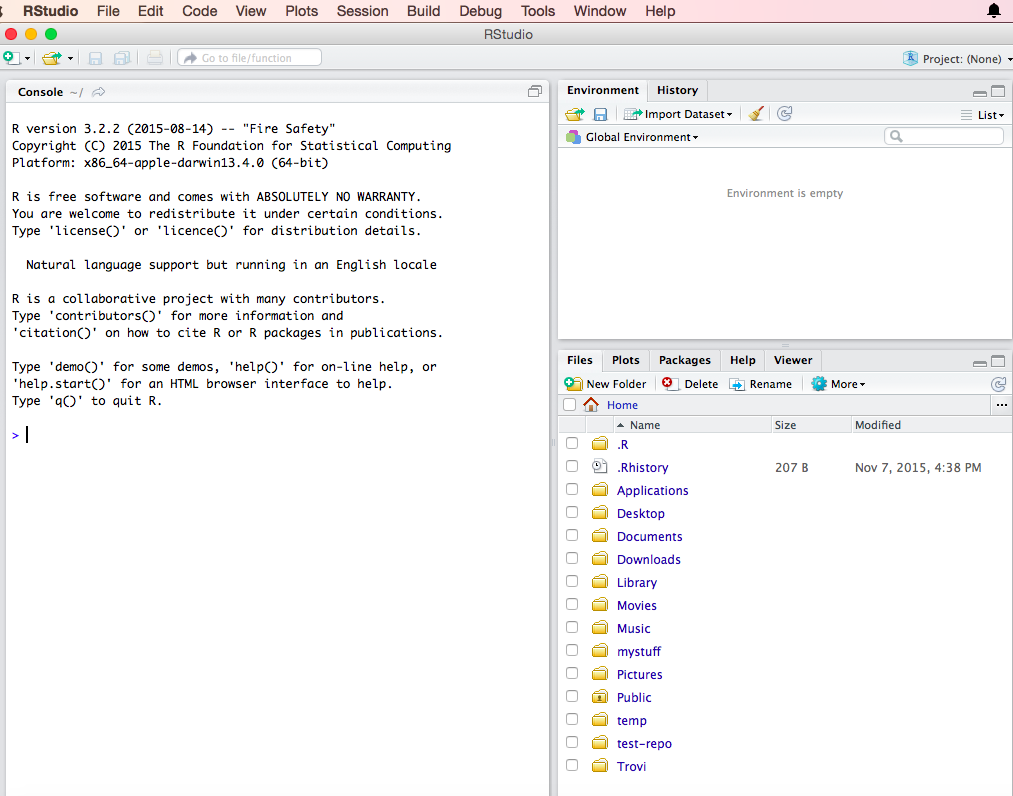 RStudio File Edit Code View Plots Session Build Debug Tools Window Help
RStudio
Go to file/function
Project: (None)
Console ~/
R version 3.2.2 (2015-08-14) -- "Fire Safety"
Copyright (C) 2015 The R Foundation for Statistical Computing
Platform: x86_64-apple-darwin13.4.0 (64-bit)
R is free software and comes with ABSOLUTELY NO WARRANTY.
You are welcome to redistribute it under certain conditions.
Type 'license()' or 'licence()' for distribution details.
Natural language support but running in an English locale
R is a collaborative project with many contributors.
Type 'contributors()' for more information and
'citation()' on how to cite R or R packages in publications.
Type 'demo()' for some demos, 'help()' for on-line help, or
'help.start()' for an HTML browser interface to help.
Type 'q()' to quit R.
>
Environment History
Import Dataset List
Global Environment
Environment is empty
Files Plots Packages Help Viewer
New Folder Delete Rename More
Home ...
Name Size Modified
.R
.Rhistory 207 B Nov 7, 2015, 4:38 PM
Applications
Desktop
Documents
Downloads
Library
Movies
Music
mystuff
Pictures
Public
temp
test-repo
Trovi